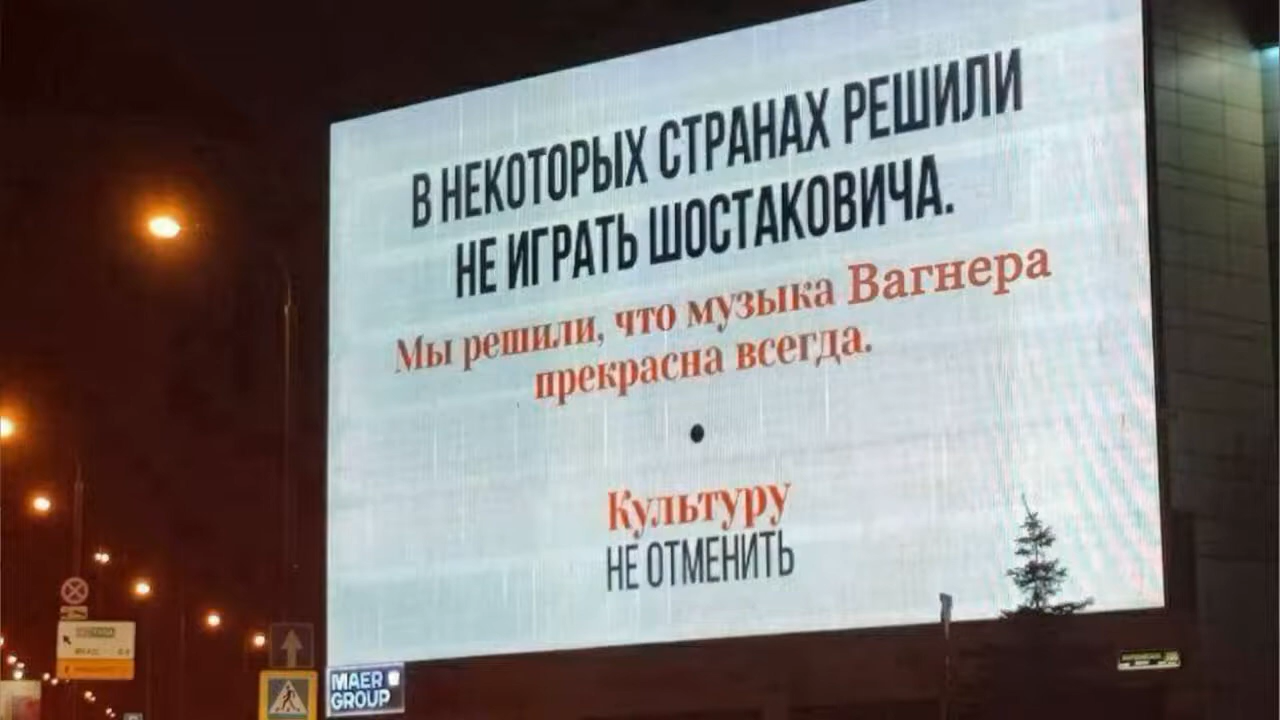 В НЕКОТОРЫХ СТРАНАХ РЕШИЛИ
НЕ ИГРАТЬ ШОСТАКОВИЧА.
Мы решили, что музыка Вагнера
прекрасна всегда.
Культуру
НЕ ОТМЕНИТЬ
MAER
GROUP